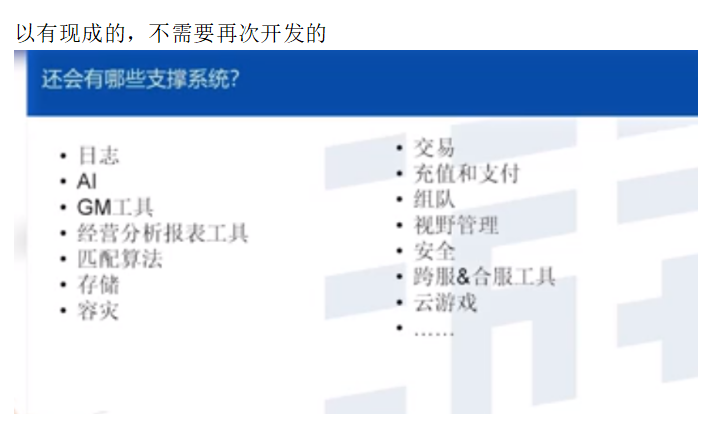 以有现成的，不需要再次开发的
还会有哪些支撑系统？
• 日志
• AI
• GM工具
• 经营分析报表工具
• 匹配算法
• 存储
• 容灾
• 交易
• 充值和支付
• 组队
• 视野管理
• 安全
• 跨服&合服工具
• 云游戏
• ……